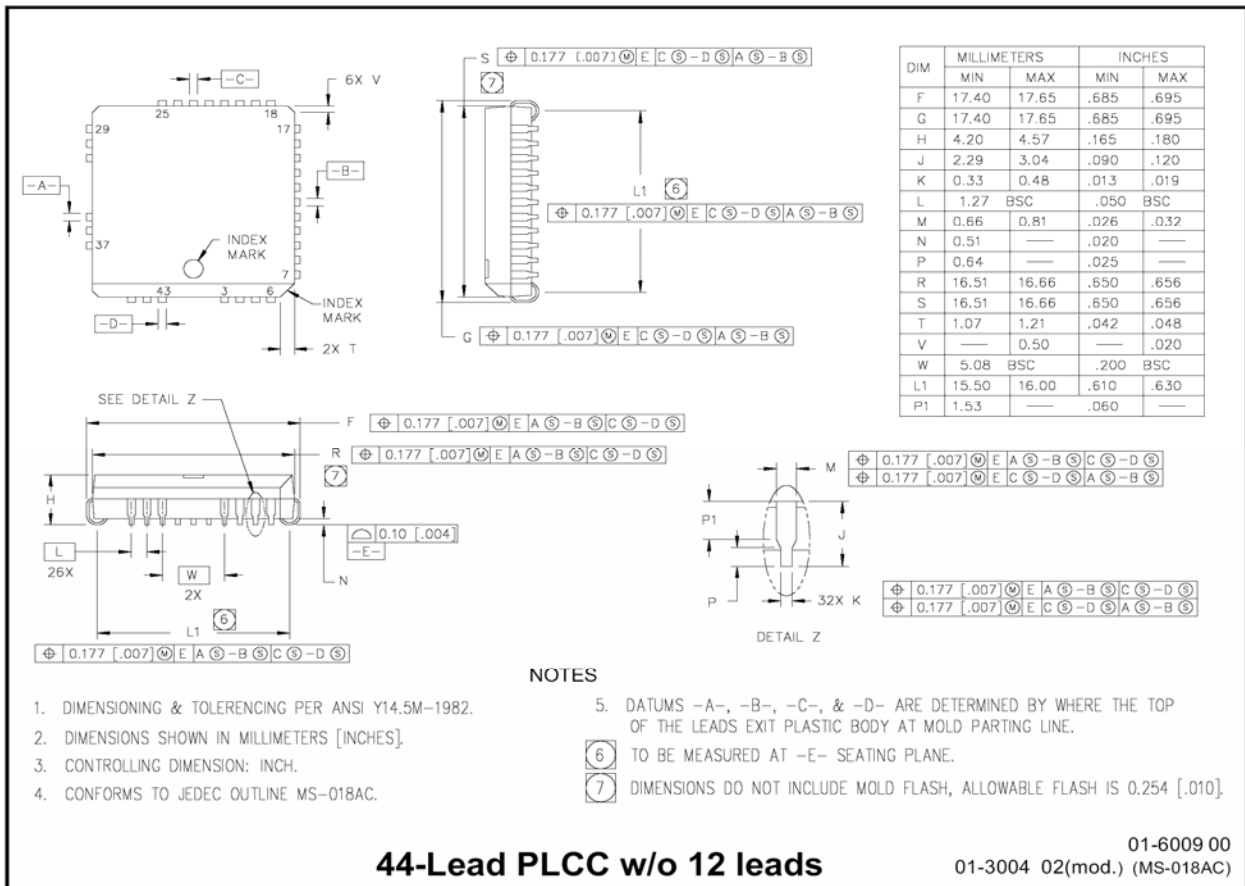 -C-
6X V
25
18
29
17
-A-
-B-
37
INDEX
MARK
7
43
3
6
INDEX
MARK
-D-
2X T
S ⌖ 0.177 [.007]Ⓜ E C Ⓢ-D Ⓢ A Ⓢ-B Ⓢ
7
L1 6
⌖ 0.177 [.007]Ⓜ E C Ⓢ-D Ⓢ A Ⓢ-B Ⓢ
G ⌖ 0.177 [.007]Ⓜ E C Ⓢ-D Ⓢ A Ⓢ-B Ⓢ
DIM MILLIMETERS INCHES
MIN MAX MIN MAX
F 17.40 17.65 .685 .695
G 17.40 17.65 .685 .695
H 4.20 4.57 .165 .180
J 2.29 3.04 .090 .120
K 0.33 0.48 .013 .019
L 1.27 BSC .050 BSC
M 0.66 0.81 .026 .032
N 0.51 — .020 —
P 0.64 — .025 —
R 16.51 16.66 .650 .656
S 16.51 16.66 .650 .656
T 1.07 1.21 .042 .048
V — 0.50 — .020
W 5.08 BSC .200 BSC
L1 15.50 16.00 .610 .630
P1 1.53 — .060 —
SEE DETAIL Z
F ⌖ 0.177 [.007]Ⓜ E A Ⓢ-B Ⓢ C Ⓢ-D Ⓢ
R ⌖ 0.177 [.007]Ⓜ E A Ⓢ-B Ⓢ C Ⓢ-D Ⓢ
7
H
⌓ 0.10 [.004]
-E-
L
26X
W
2X
N
6
L1
⌖ 0.177 [.007]Ⓜ E A Ⓢ-B Ⓢ C Ⓢ-D Ⓢ
M ⌖ 0.177 [.007]Ⓜ E A Ⓢ-B Ⓢ C Ⓢ-D Ⓢ
⌖ 0.177 [.007]Ⓜ E C Ⓢ-D Ⓢ A Ⓢ-B Ⓢ
P1
J
P
32X K
⌖ 0.177 [.007]Ⓜ E A Ⓢ-B Ⓢ C Ⓢ-D Ⓢ
⌖ 0.177 [.007]Ⓜ E C Ⓢ-D Ⓢ A Ⓢ-B Ⓢ
DETAIL Z
NOTES
1. DIMENSIONING & TOLERENCING PER ANSI Y14.5M-1982.
2. DIMENSIONS SHOWN IN MILLIMETERS [INCHES].
3. CONTROLLING DIMENSION: INCH.
4. CONFORMS TO JEDEC OUTLINE MS-018AC.
5. DATUMS -A-, -B-, -C-, & -D- ARE DETERMINED BY WHERE THE TOP
OF THE LEADS EXIT PLASTIC BODY AT MOLD PARTING LINE.
6 TO BE MEASURED AT -E- SEATING PLANE.
7 DIMENSIONS DO NOT INCLUDE MOLD FLASH, ALLOWABLE FLASH IS 0.254 [.010].
44-Lead PLCC w/o 12 leads
01-6009 00
01-3004 02(mod.) (MS-018AC)